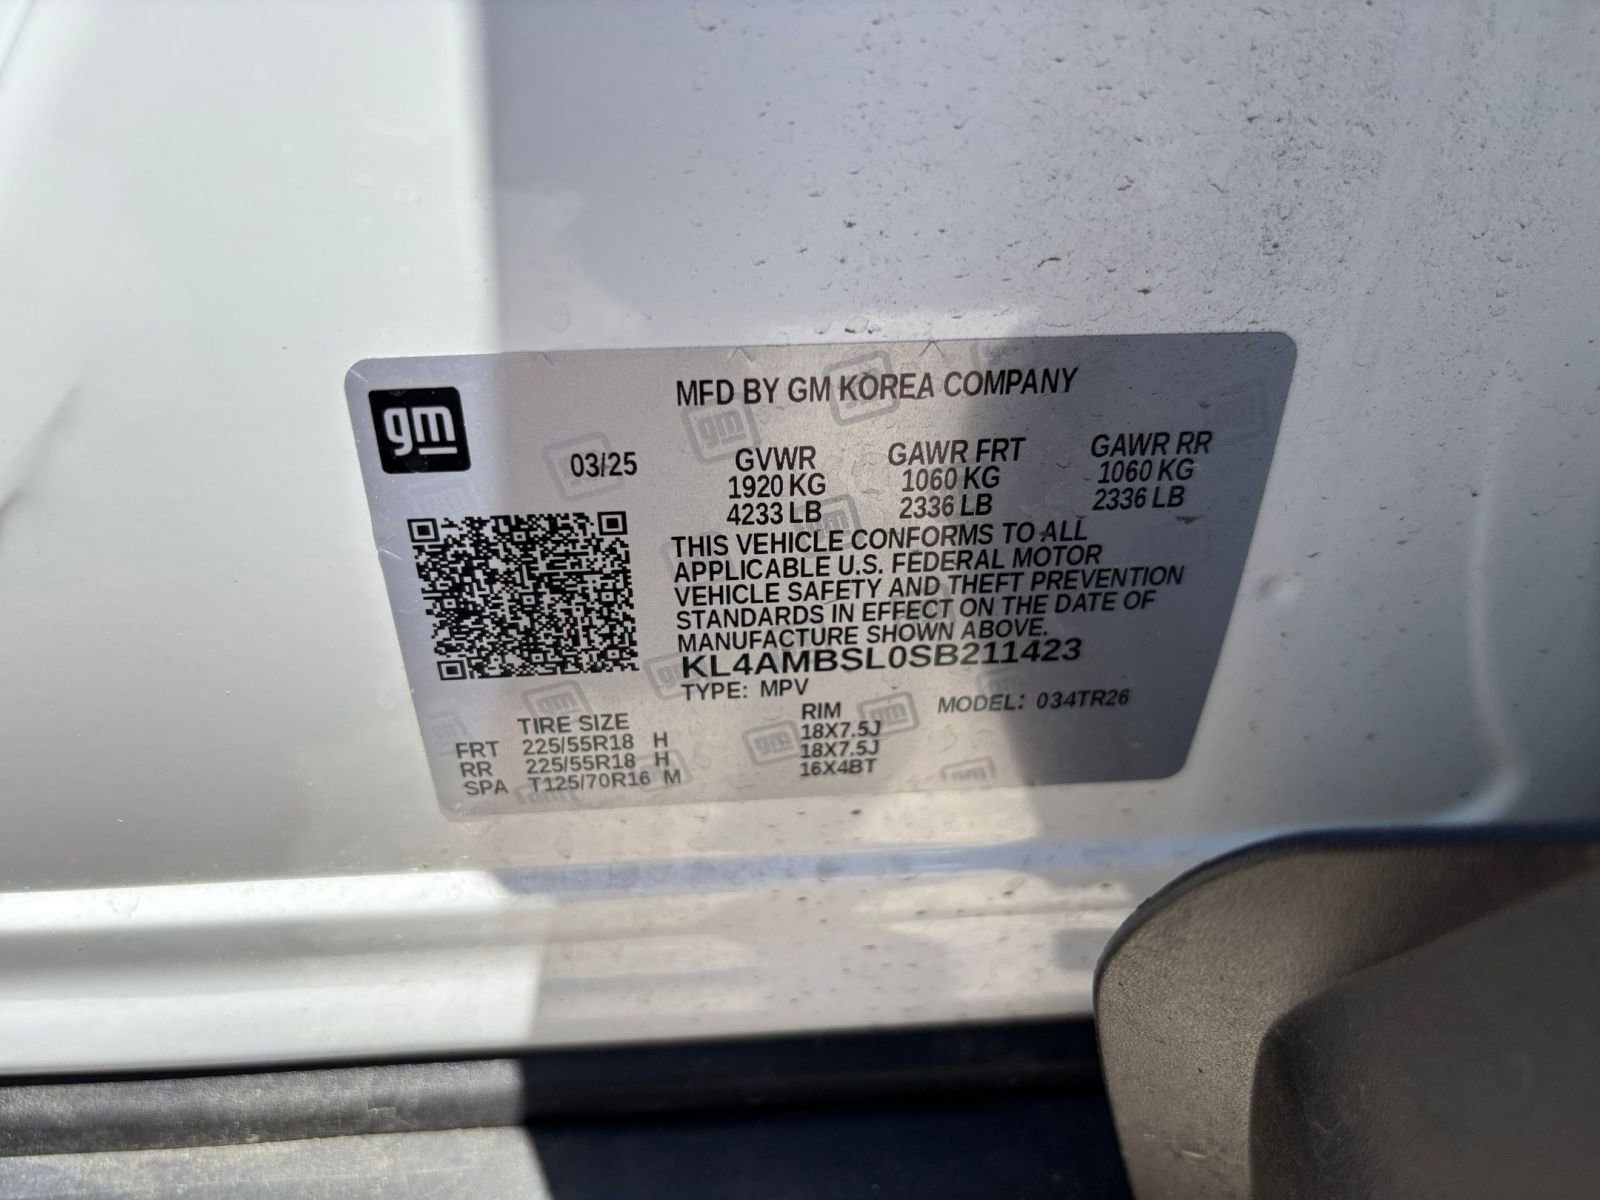 gm
MFD BY GM KOREA COMPANY
03/25
GVWR GAWR FRT GAWR RR
1920 KG 1060 KG 1060 KG
4233 LB 2336 LB 2336 LB
THIS VEHICLE CONFORMS TO ALL
APPLICABLE U.S. FEDERAL MOTOR
VEHICLE SAFETY AND THEFT PREVENTION
STANDARDS IN EFFECT ON THE DATE OF
MANUFACTURE SHOWN ABOVE.
KL4AMBSL0SB211423
TYPE: MPV
MODEL: 034TR26
TIRE SIZE RIM
FRT 225/55R18 H 18X7.5J
RR 225/55R18 H 18X7.5J
SPA T125/70R16 M 16X4BT